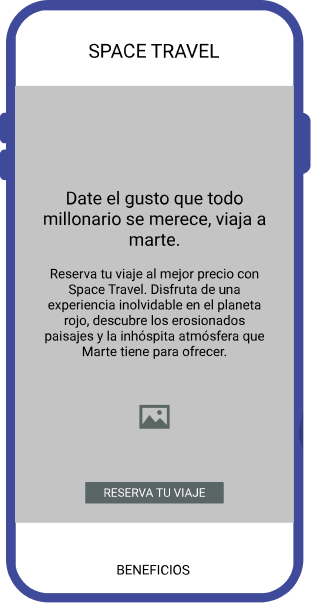 SPACE TRAVEL
Date el gusto que todo
millonario se merece, viaja a
marte.
Reserva tu viaje al mejor precio con
Space Travel. Disfruta de una
experiencia inolvidable en el planeta
rojo, descubre los erosionados
paisajes y la inhóspita atmósfera que
Marte tiene para ofrecer.
RESERVA TU VIAJE
BENEFICIOS